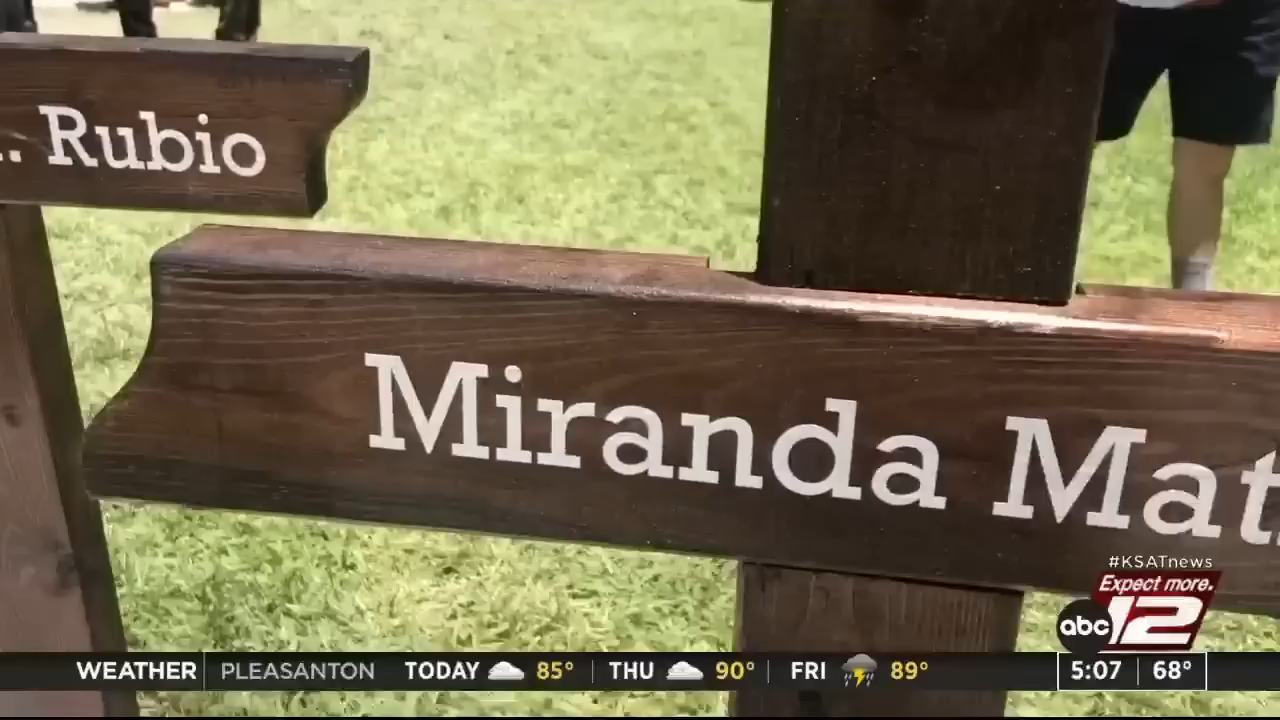 . Rubio
Miranda Mat
#KSATnews
Expect more.
abc 12
WEATHER PLEASANTON TODAY 85° THU 90° FRI 89° 5:07 68°